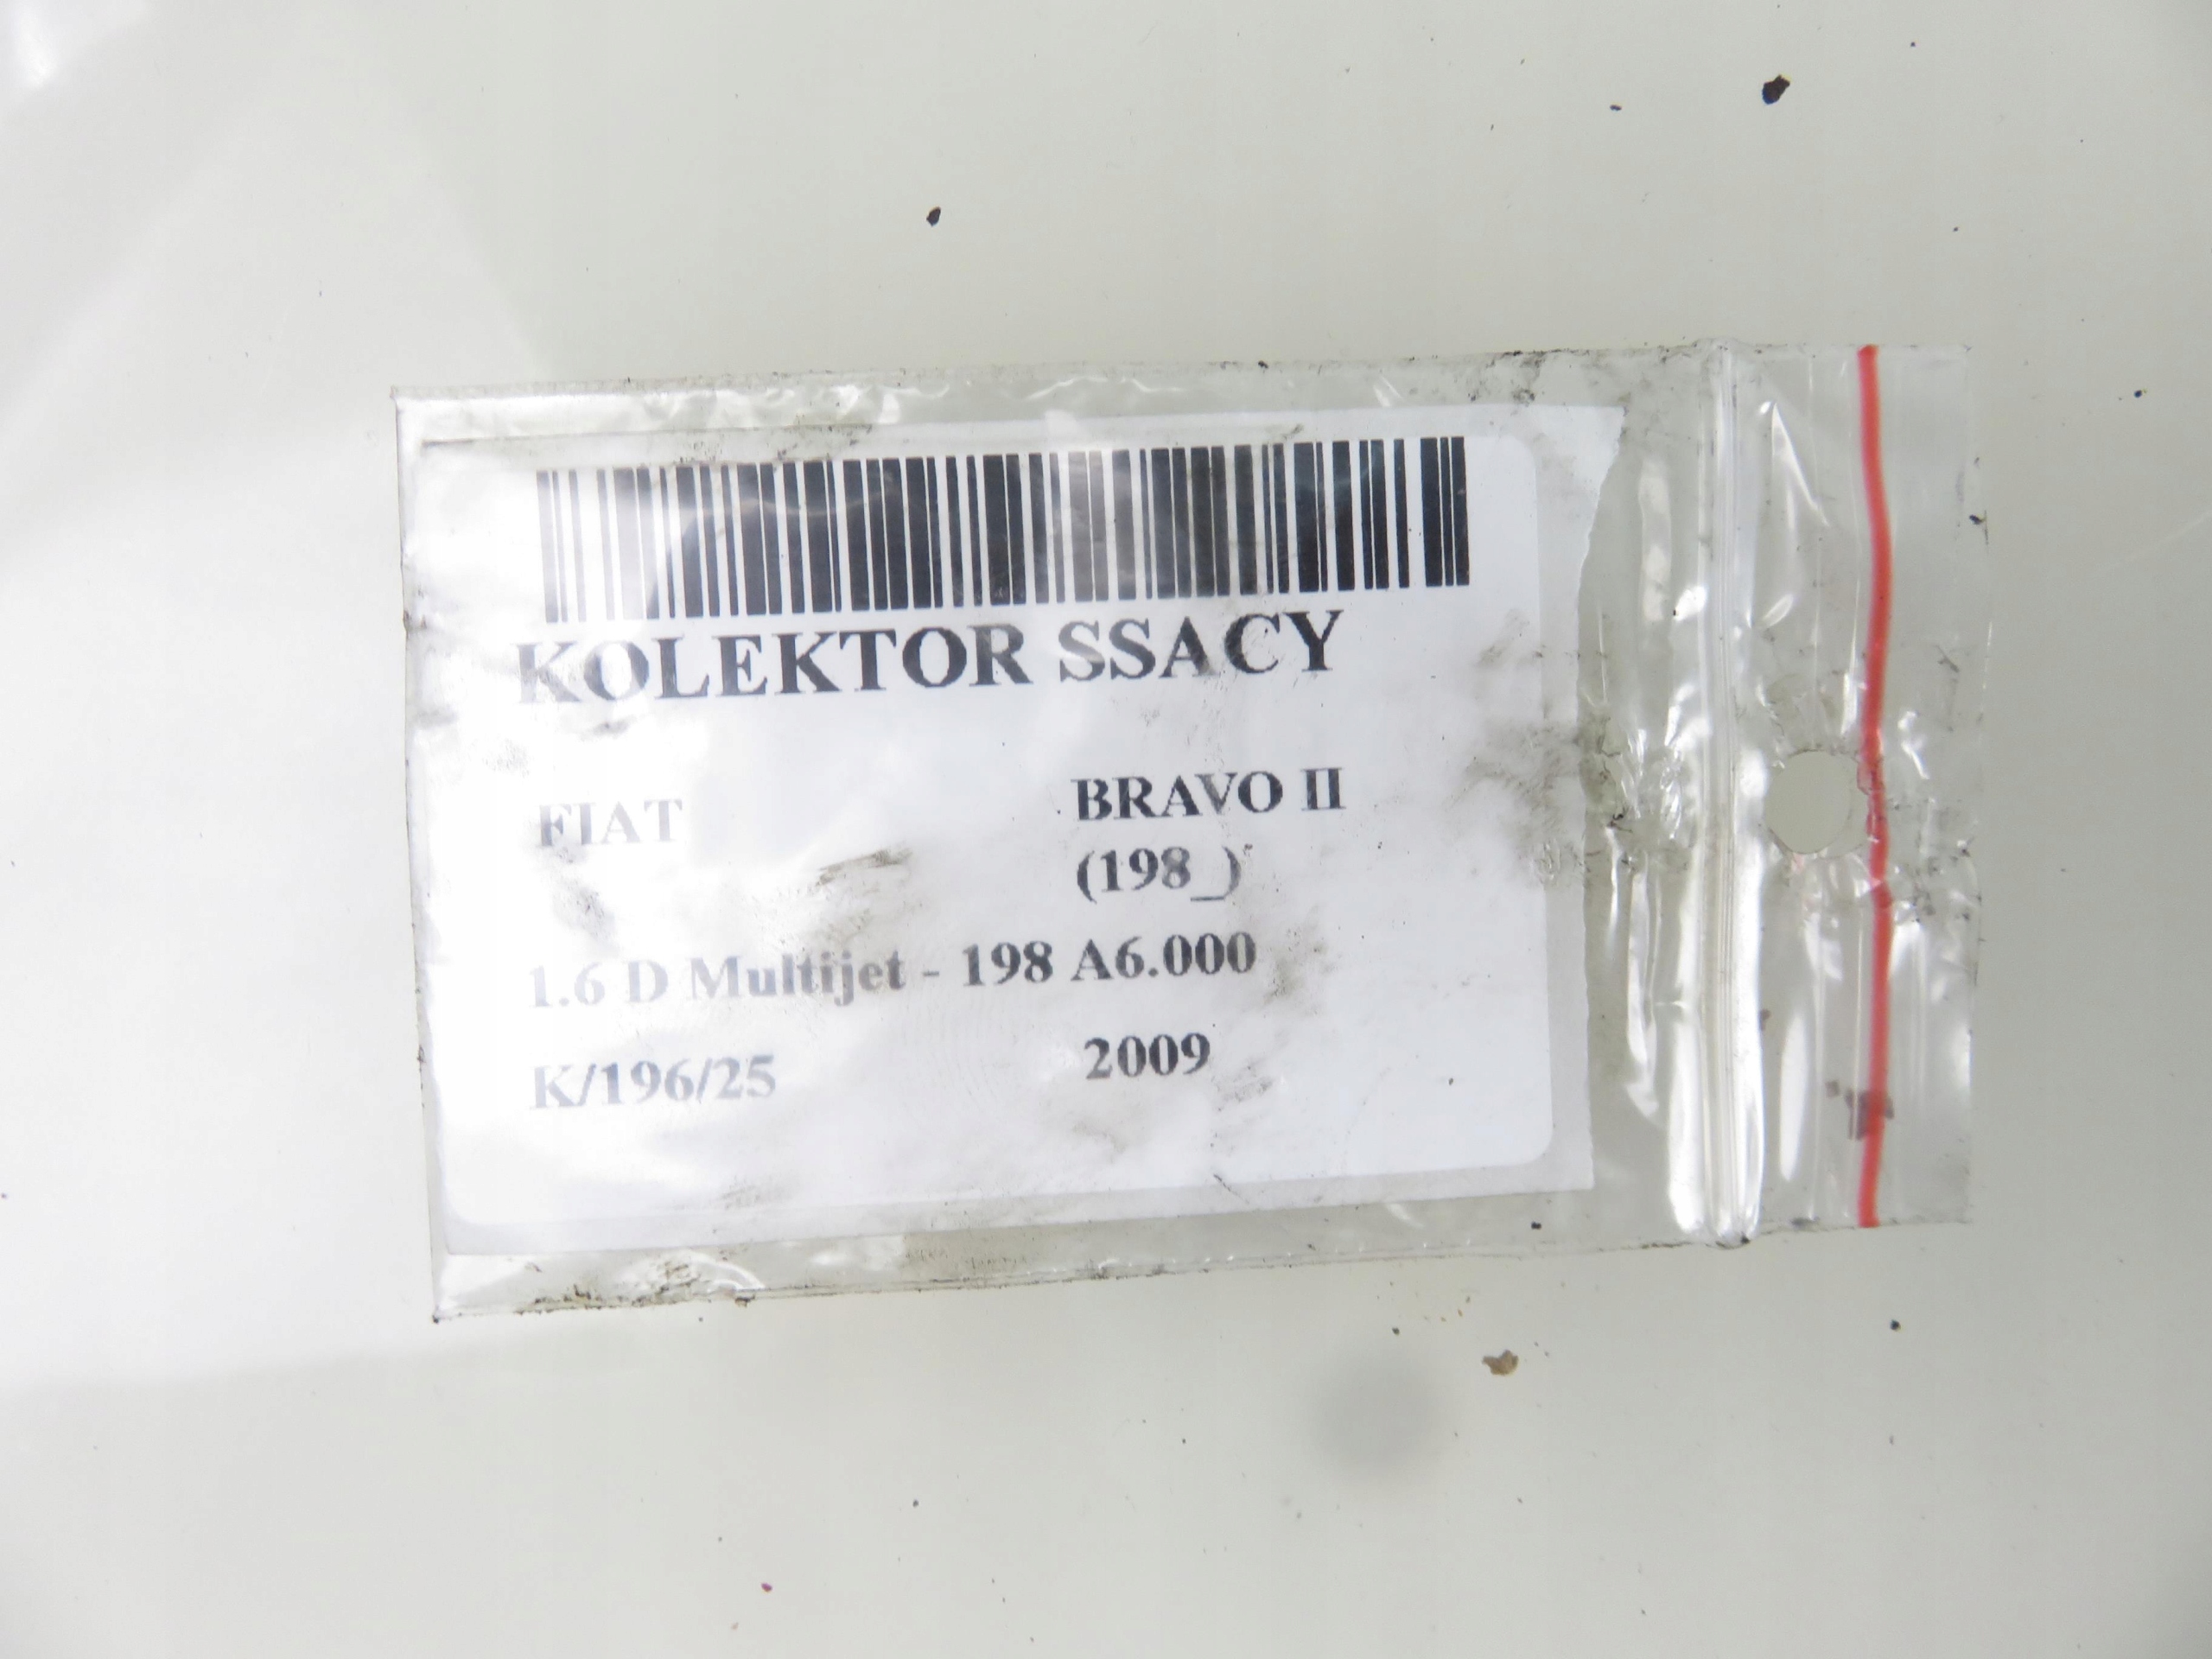 KOLEKTOR SSACY
FIAT BRAVO II
(198_)
1.6 D Multijet - 198 A6.000
K/196/25 2009